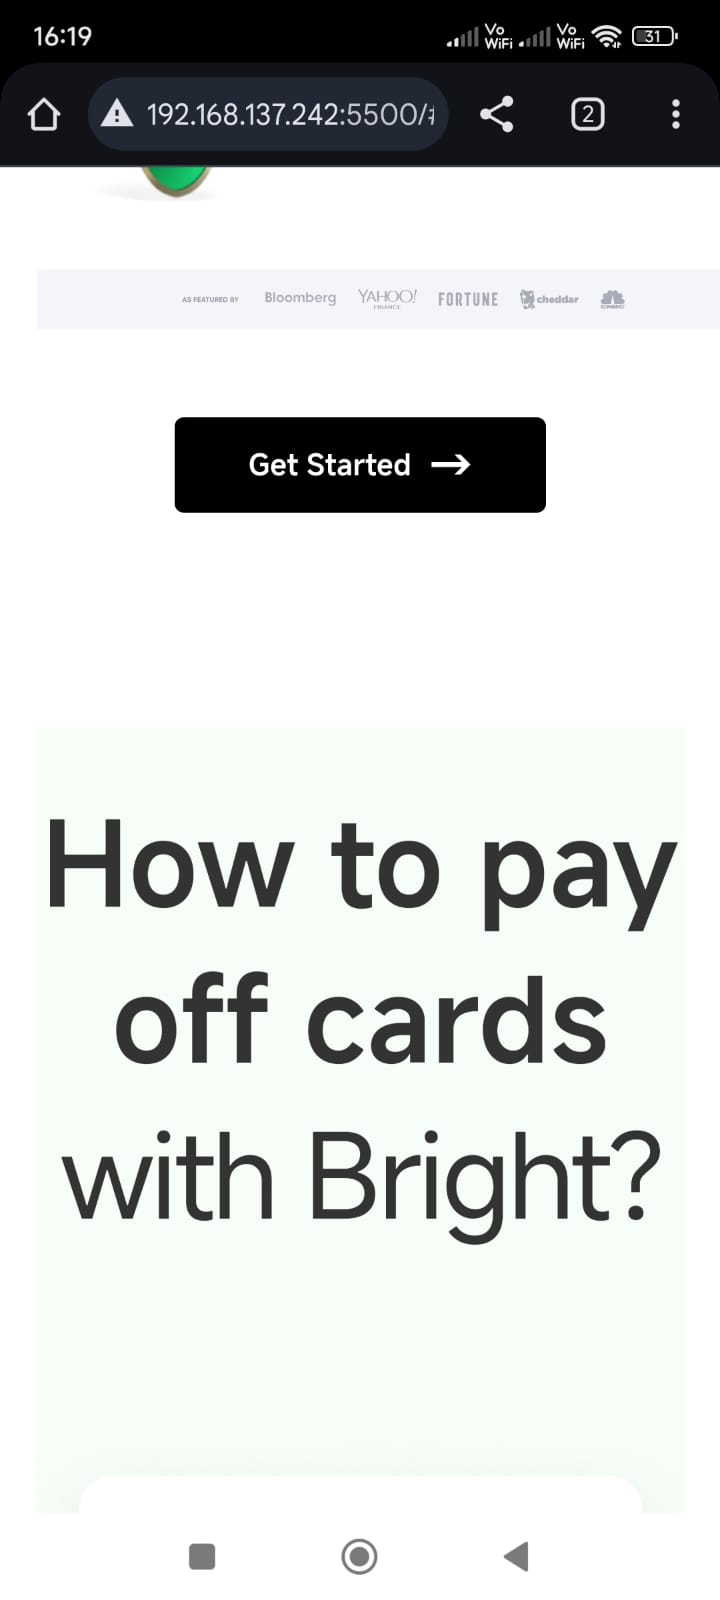 16:19
Vo WiFi Vo WiFi 31
192.168.137.242:5500/#
2
AS FEATURED BY Bloomberg YAHOO! FINANCE FORTUNE cheddar CNBC
Get Started →
How to pay
off cards
with Bright?